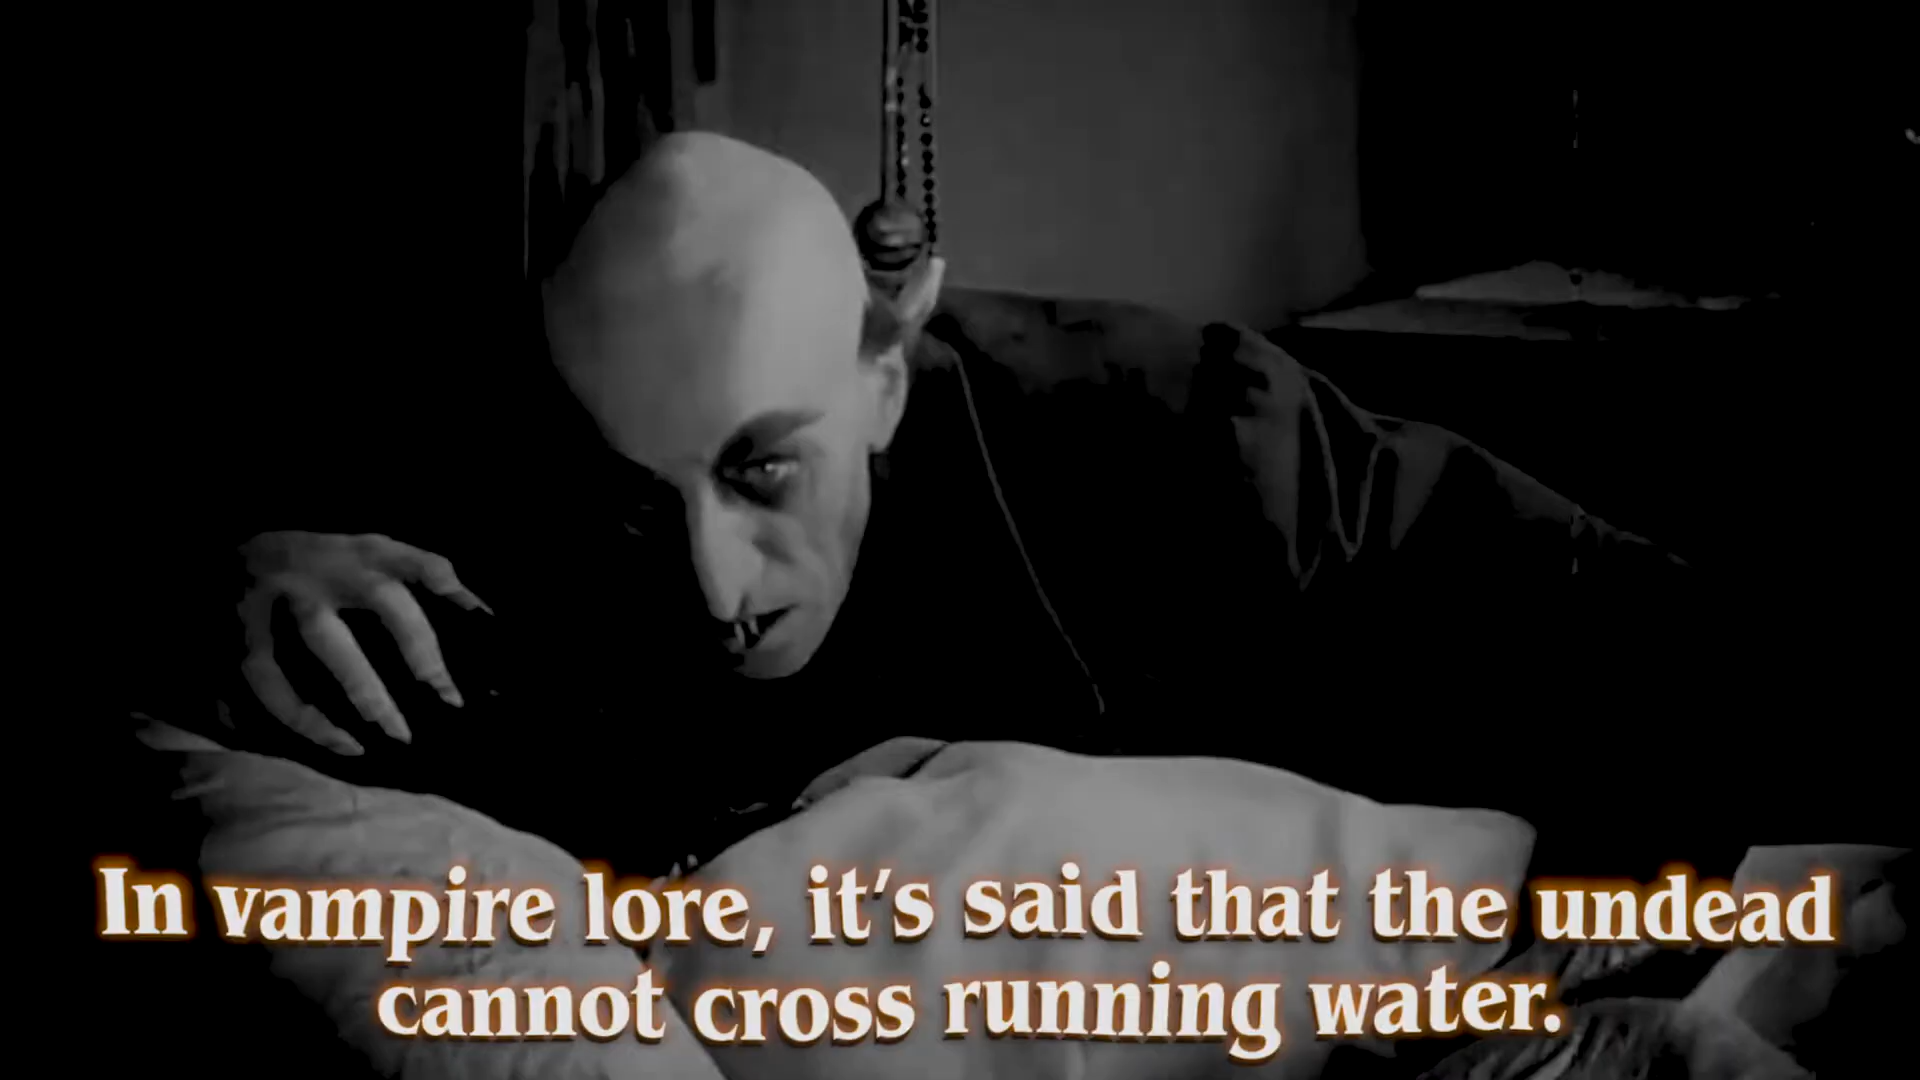 In vampire lore, it's said that the undead
cannot cross running water.